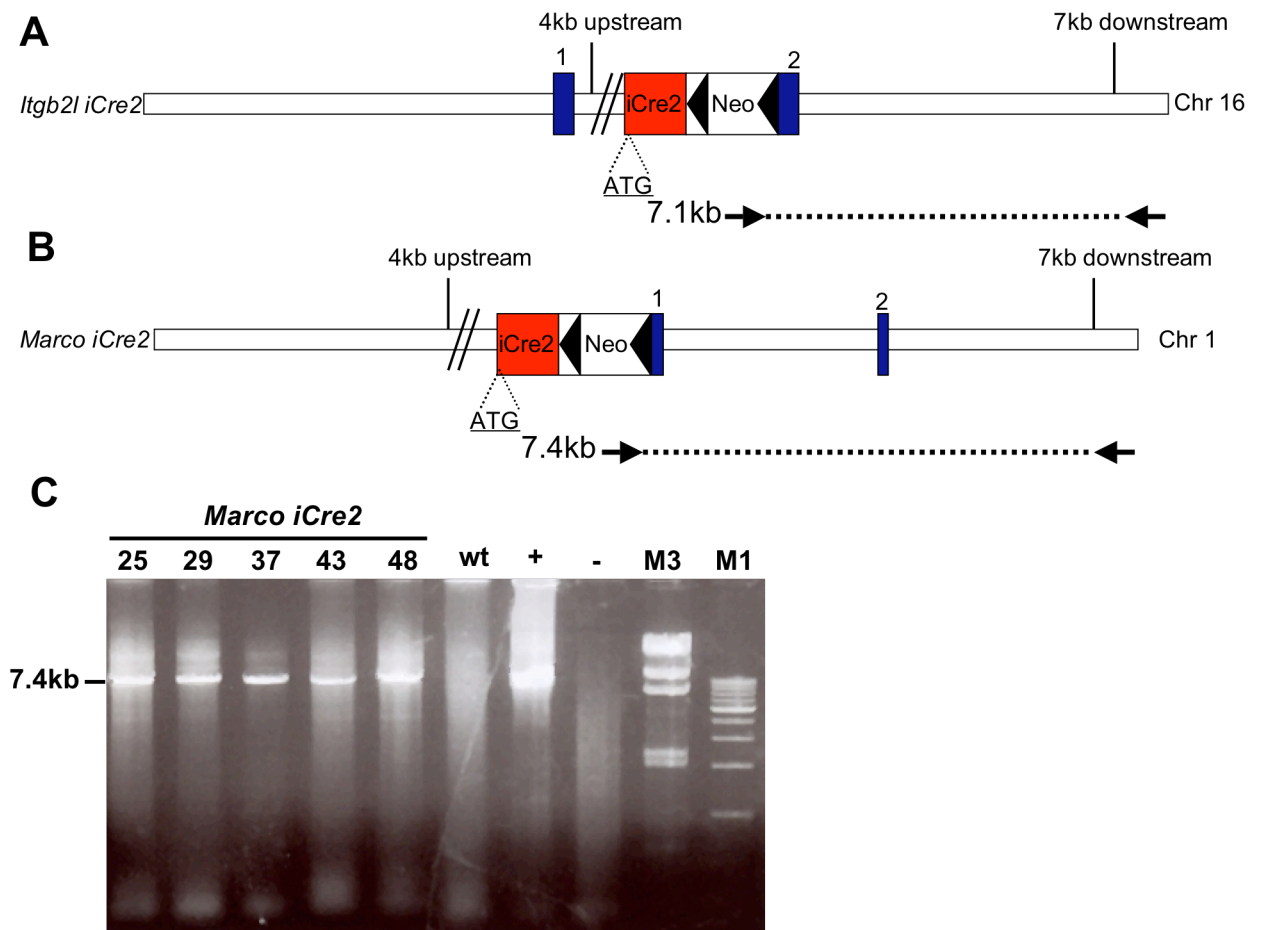 A
4kb upstream
7kb downstream
1
2
Itgb2l iCre2
iCre2
Neo
Chr 16
ATG
7.1kb
B
4kb upstream
7kb downstream
1
2
Marco iCre2
iCre2
Neo
Chr 1
ATG
7.4kb
C
Marco iCre2
25 29 37 43 48 wt + - M3 M1
7.4kb